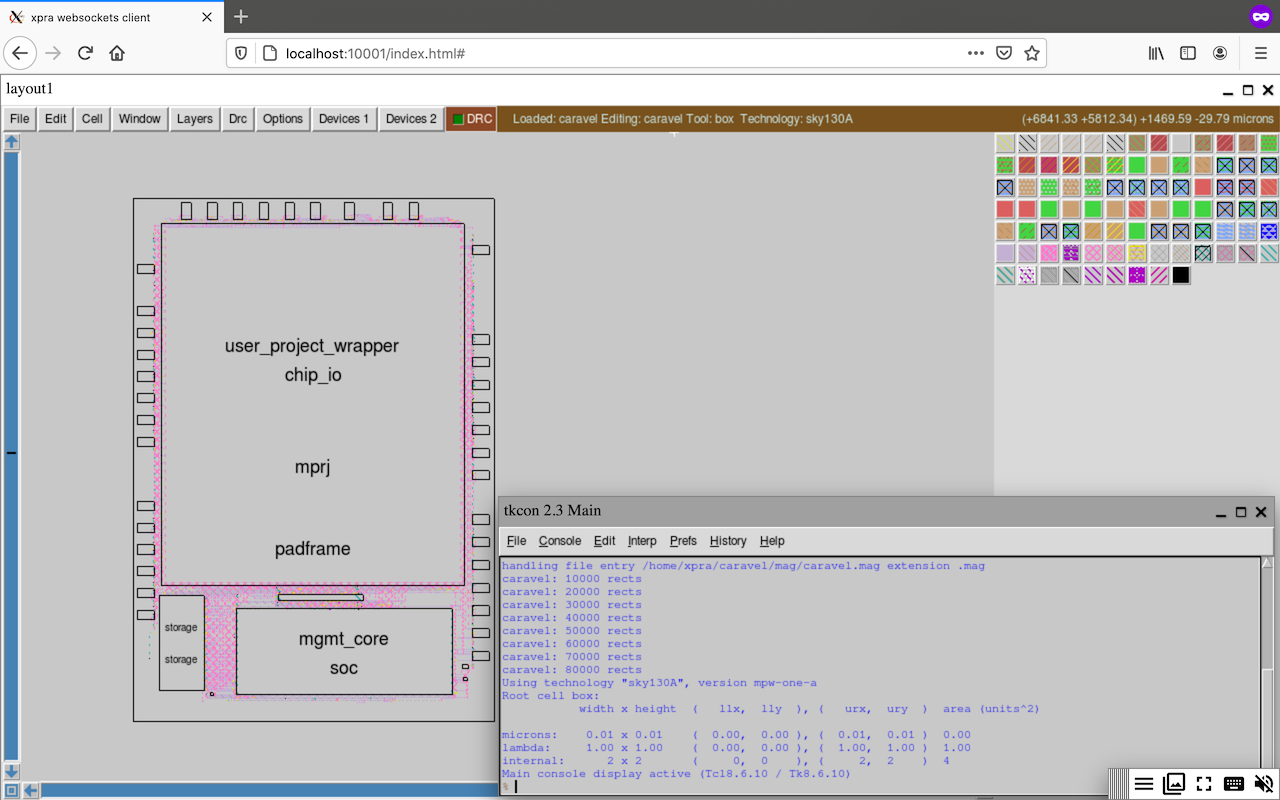 xpra websockets client
localhost:10001/index.html#
layout1
File Edit Cell Window Layers Drc Options Devices 1 Devices 2 DRC Loaded: caravel Editing: caravel Tool: box Technology: sky130A (+6841.33 +5812.34) +1469.59 -29.79 microns
user_project_wrapper
chip_io
mprj
padframe
storage
storage
mgmt_core
soc
tkcon 2.3 Main
File Console Edit Interp Prefs History Help
handling file entry /home/xpra/caravel/mag/caravel.mag extension .mag
caravel: 10000 rects
caravel: 20000 rects
caravel: 30000 rects
caravel: 40000 rects
caravel: 50000 rects
caravel: 60000 rects
caravel: 70000 rects
caravel: 80000 rects
Using technology "sky130A", version mpw-one-a
Root cell box:
width x height ( llx, lly ), ( urx, ury ) area (units^2)
microns: 0.01 x 0.01 ( 0.00, 0.00 ), ( 0.01, 0.01 ) 0.00
lambda: 1.00 x 1.00 ( 0.00, 0.00 ), ( 1.00, 1.00 ) 1.00
internal: 2 x 2 ( 0, 0 ), ( 2, 2 ) 4
Main console display active (Tcl8.6.10 / Tk8.6.10)
%